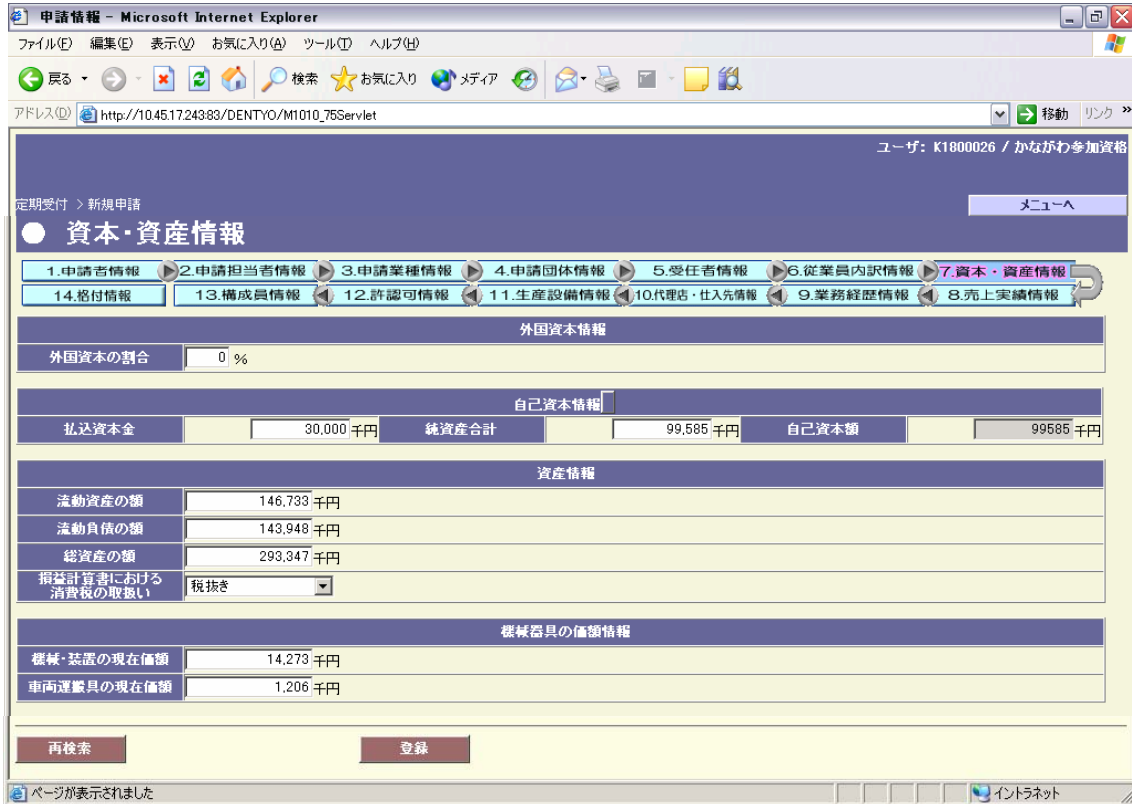 申請情報 - Microsoft Internet Explorer
ファイル(F) 編集(E) 表示(V) お気に入り(A) ツール(T) ヘルプ(H)
戻る 検索 お気に入り メディア
アドレス(D) http://10.45.17.243:83/DENTYO/M1010_75Servlet 移動 リンク »
ユーザ: K1800026 / かながわ参加資格
定期受付 > 新規申請 メニューへ
● 資本・資産情報
1.申請者情報 2.申請担当者情報 3.申請業種情報 4.申請団体情報 5.受任者情報 6.従業員内訳情報 7.資本・資産情報
14.格付情報 13.構成員情報 12.許認可情報 11.生産設備情報 10.代理店・仕入先情報 9.業務経歴情報 8.売上実績情報
外国資本情報
外国資本の割合 0 %
自己資本情報
払込資本金 30,000 千円 純資産合計 99,585 千円 自己資本額 99585 千円
資産情報
流動資産の額 146,733 千円
流動負債の額 143,948 千円
総資産の額 293,347 千円
損益計算書における
消費税の取扱い 税抜き
機械器具の価額情報
機械・装置の現在価額 14,273 千円
車両運搬具の現在価額 1,206 千円
再検索 登録
ページが表示されました イントラネット